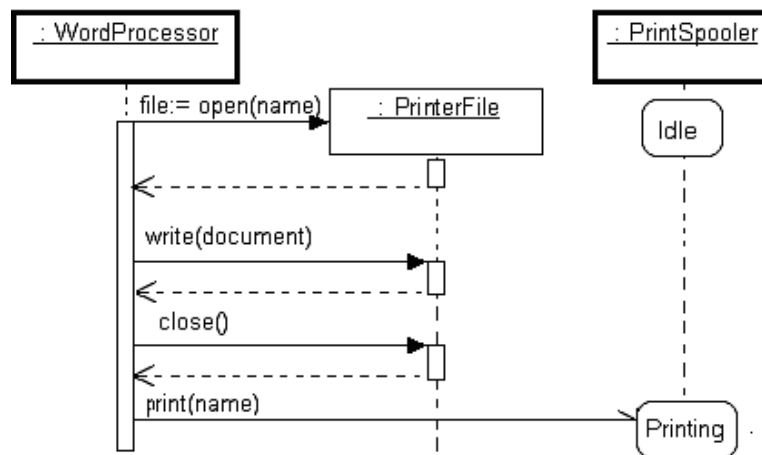 : WordProcessor
: PrintSpooler
file:= open(name)
: PrinterFile
Idle
write(document)
close()
print(name)
Printing